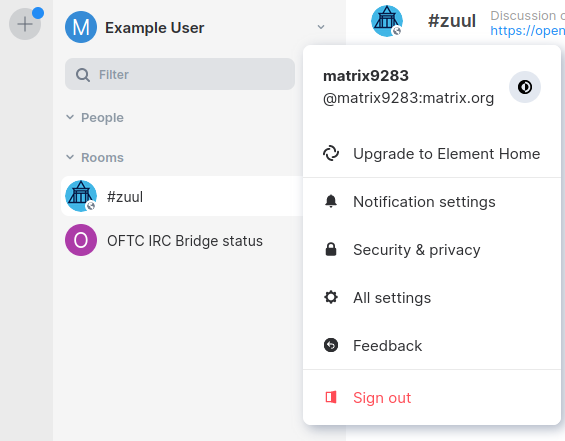 M Example User
Filter
People
Rooms
#zuul
O OFTC IRC Bridge status
#zuul
Discussion o
https://open
matrix9283
@matrix9283:matrix.org
Upgrade to Element Home
Notification settings
Security & privacy
All settings
Feedback
Sign out